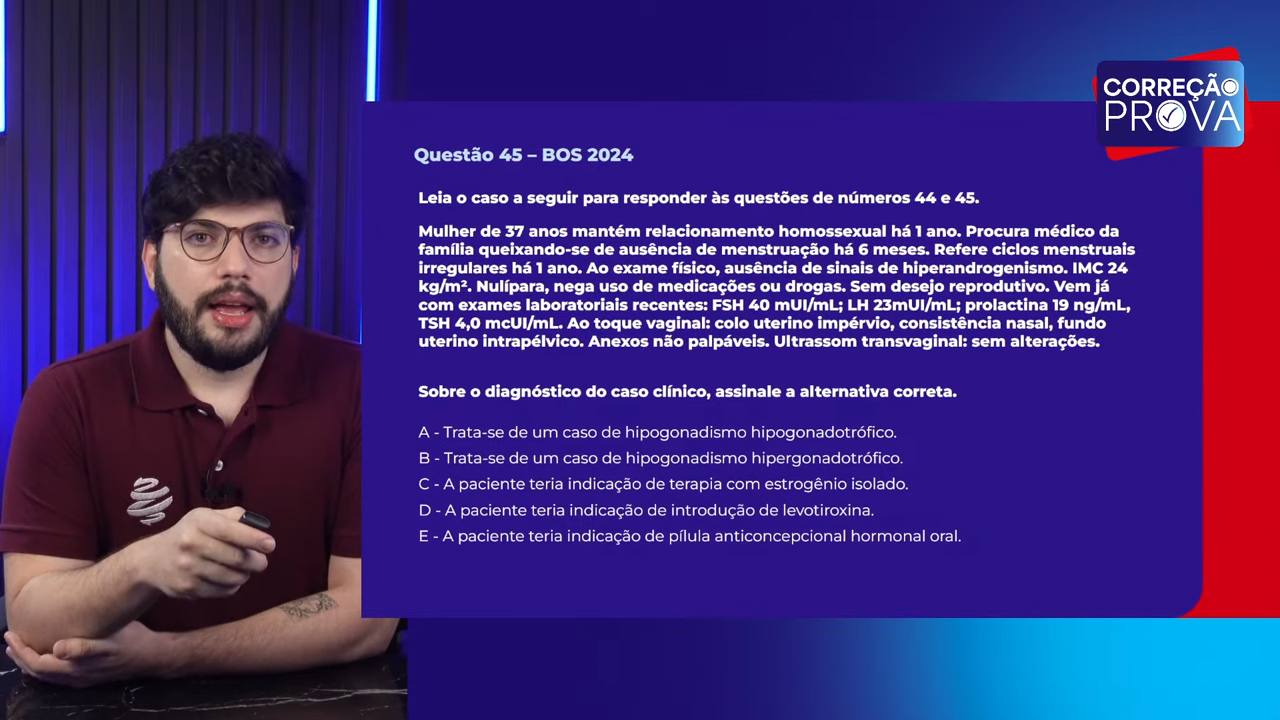 CORREÇÃO
PROVA
Questão 45 – BOS 2024
Leia o caso a seguir para responder às questões de números 44 e 45.
Mulher de 37 anos mantém relacionamento homossexual há 1 ano. Procura médico da
família queixando-se de ausência de menstruação há 6 meses. Refere ciclos menstruais
irregulares há 1 ano. Ao exame físico, ausência de sinais de hiperandrogenismo. IMC 24
kg/m². Nulípara, nega uso de medicações ou drogas. Sem desejo reprodutivo. Vem já
com exames laboratoriais recentes: FSH 40 mUI/mL; LH 23mUI/mL; prolactina 19 ng/mL,
TSH 4,0 mcUI/mL. Ao toque vaginal: colo uterino impérvio, consistência nasal, fundo
uterino intrapélvico. Anexos não palpáveis. Ultrassom transvaginal: sem alterações.
Sobre o diagnóstico do caso clínico, assinale a alternativa correta.
A - Trata-se de um caso de hipogonadismo hipogonadotrófico.
B - Trata-se de um caso de hipogonadismo hipergonadotrófico.
C - A paciente teria indicação de terapia com estrogênio isolado.
D - A paciente teria indicação de introdução de levotiroxina.
E - A paciente teria indicação de pílula anticoncepcional hormonal oral.